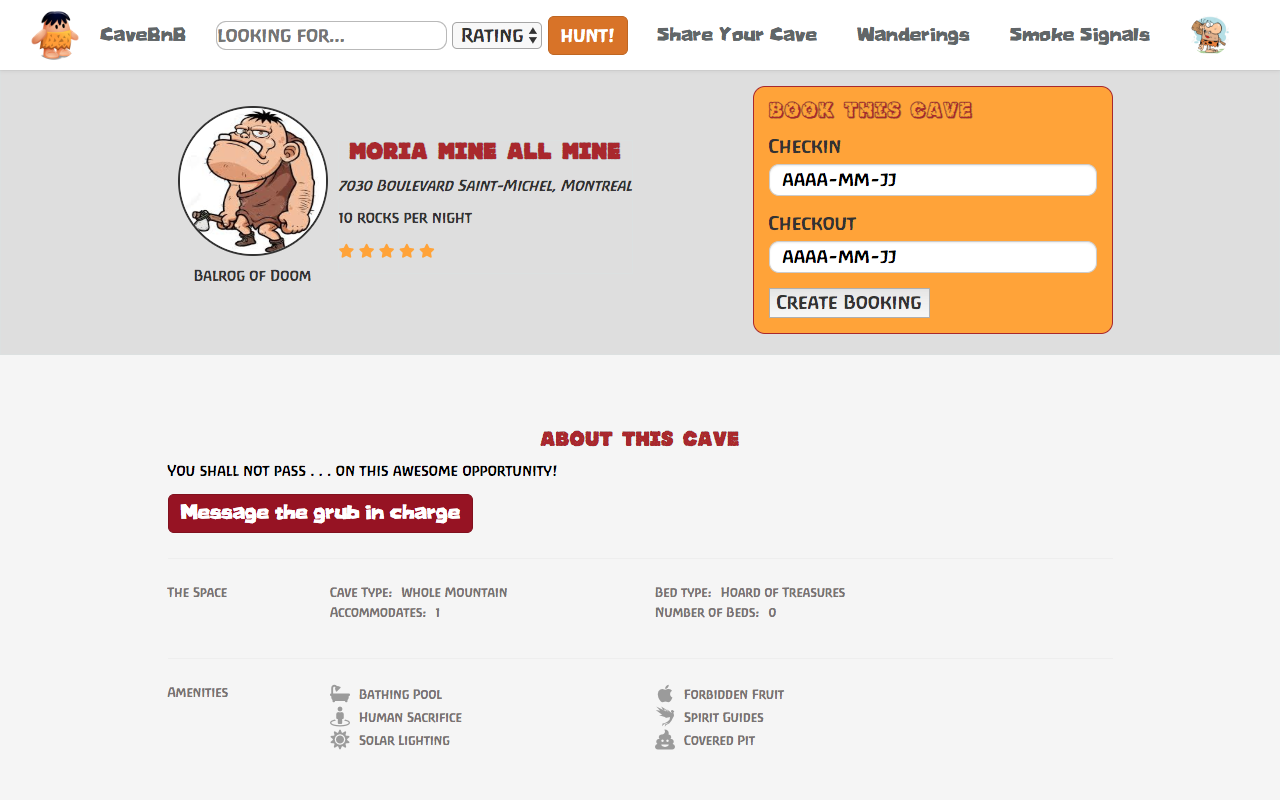 CaveBnB LOOKING FOR... RATING HUNT! Share Your Cave Wanderings Smoke Signals
MORIA MINE ALL MINE
7030 Boulevard Saint-Michel, Montreal
10 rocks per night
Balrog of Doom
BOOK THIS CAVE
Checkin
AAAA-MM-JJ
Checkout
AAAA-MM-JJ
Create Booking
ABOUT THIS CAVE
You shall not pass . . . on this awesome opportunity!
Message the grub in charge
The Space
Cave Type: Whole Mountain
Accommodates: 1
Bed type: Hoard of Treasures
Number of Beds: 0
Amenities
Bathing Pool
Human Sacrifice
Solar Lighting
Forbidden Fruit
Spirit Guides
Covered Pit